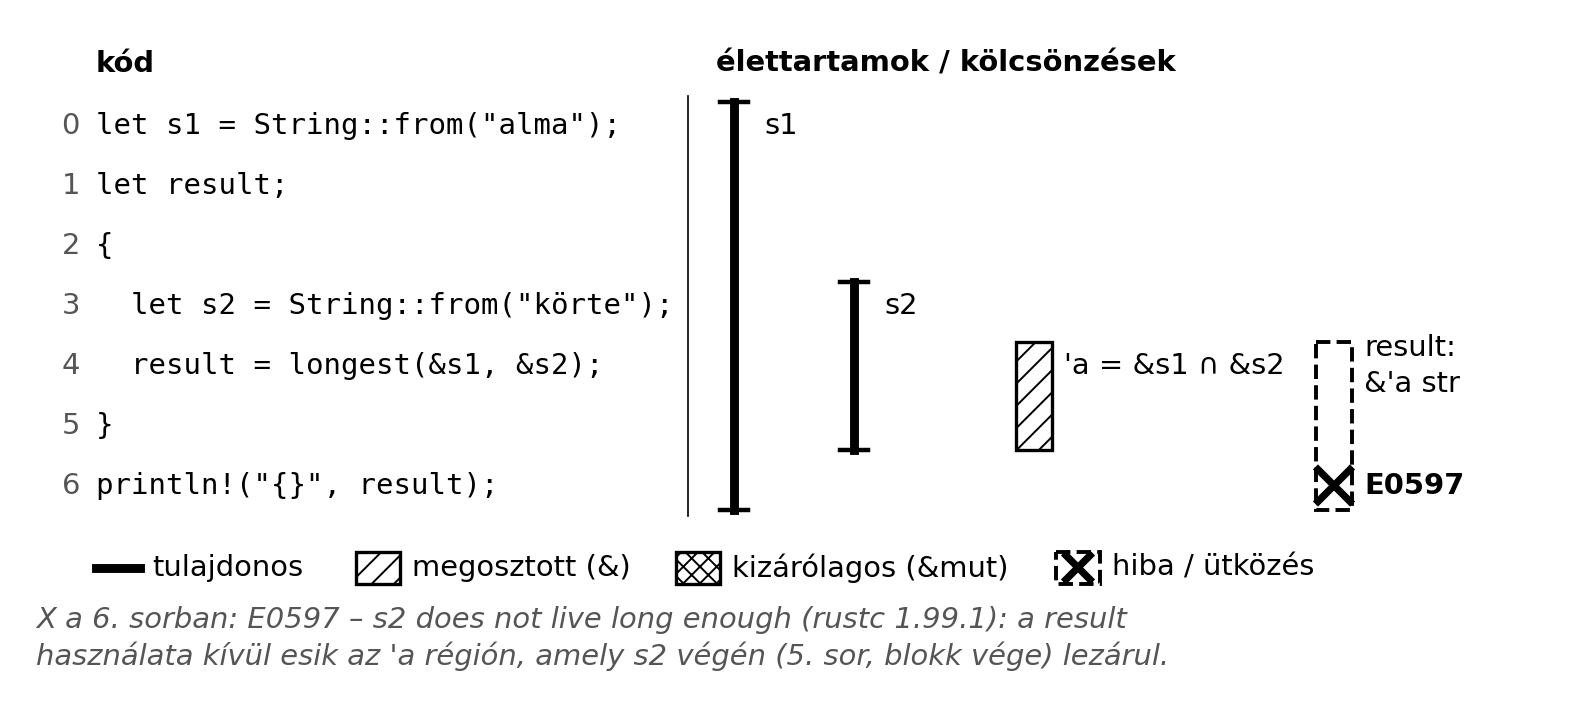 kód
élettartamok / kölcsönzések
0 let s1 = String::from("alma");
s1
1 let result;
2 {
3 let s2 = String::from("körte");
s2
4 result = longest(&s1, &s2);
'a = &s1 ∩ &s2
result:
&'a str
5 }
6 println!("{}", result);
E0597
tulajdonos
megosztott (&)
kizárólagos (&mut)
hiba / ütközés
X a 6. sorban: E0597 – s2 does not live long enough (rustc 1.99.1): a result
használata kívül esik az 'a régión, amely s2 végén (5. sor, blokk vége) lezárul.